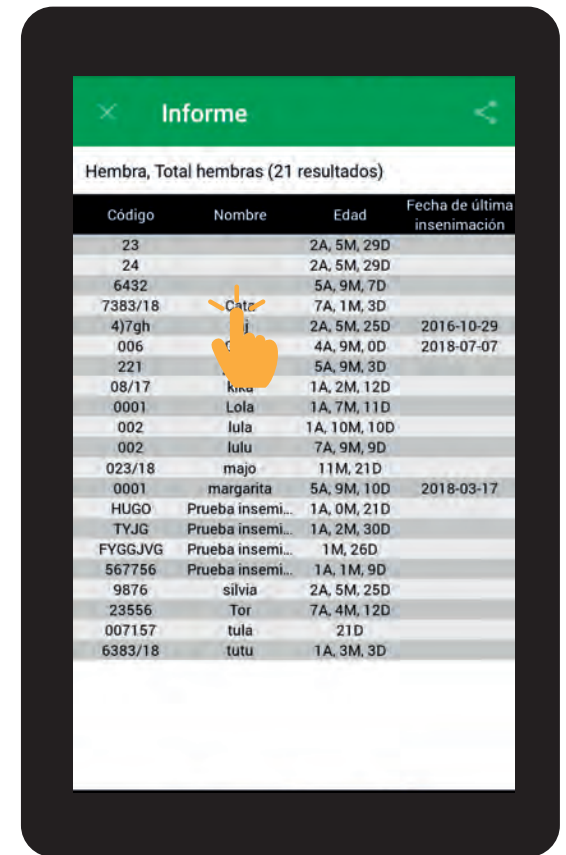 Informe
Hembra, Total hembras (21 resultados)
Código Nombre Edad Fecha de última insenimación
23 2A, 5M, 29D
24 2A, 5M, 29D
6432 5A, 9M, 7D
7383/18 Cata 7A, 1M, 3D
4)7gh 2A, 5M, 25D 2016-10-29
006 4A, 9M, 0D 2018-07-07
221 5A, 9M, 3D
08/17 kika 1A, 2M, 12D
0001 Lola 1A, 7M, 11D
002 lula 1A, 10M, 10D
002 lulu 7A, 9M, 9D
023/18 majo 11M, 21D
0001 margarita 5A, 9M, 10D 2018-03-17
HUGO Prueba insemi... 1A, 0M, 21D
TYJG Prueba insemi... 1A, 2M, 30D
FYGGJVG Prueba insemi... 1M, 26D
567756 Prueba insemi... 1A, 1M, 9D
9876 silvia 2A, 5M, 25D
23556 Tor 7A, 4M, 12D
007157 tula 21D
6383/18 tutu 1A, 3M, 3D